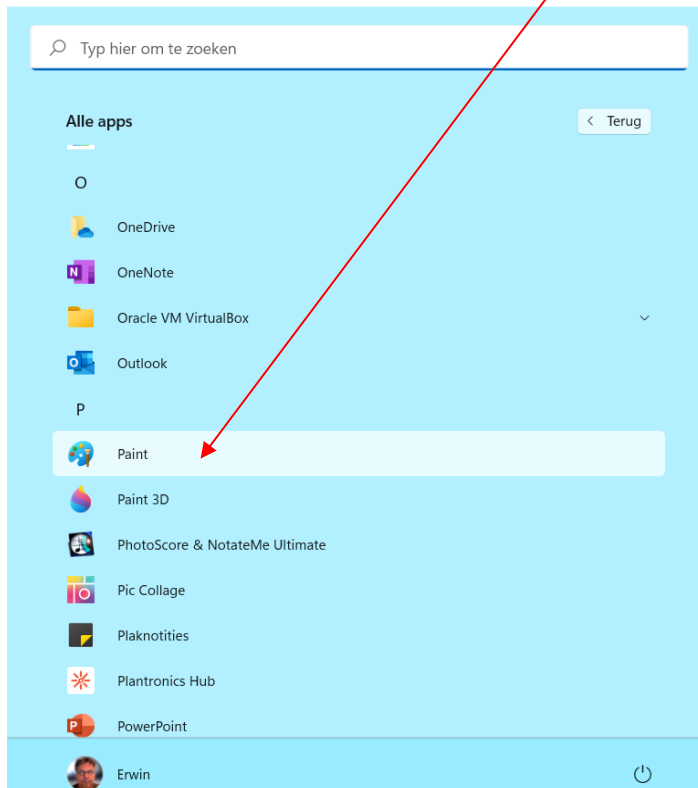 Typ hier om te zoeken
Alle apps
Terug
O
OneDrive
OneNote
Oracle VM VirtualBox
Outlook
P
Paint
Paint 3D
PhotoScore & NotateMe Ultimate
Pic Collage
Plaknotities
Plantronics Hub
PowerPoint
Erwin